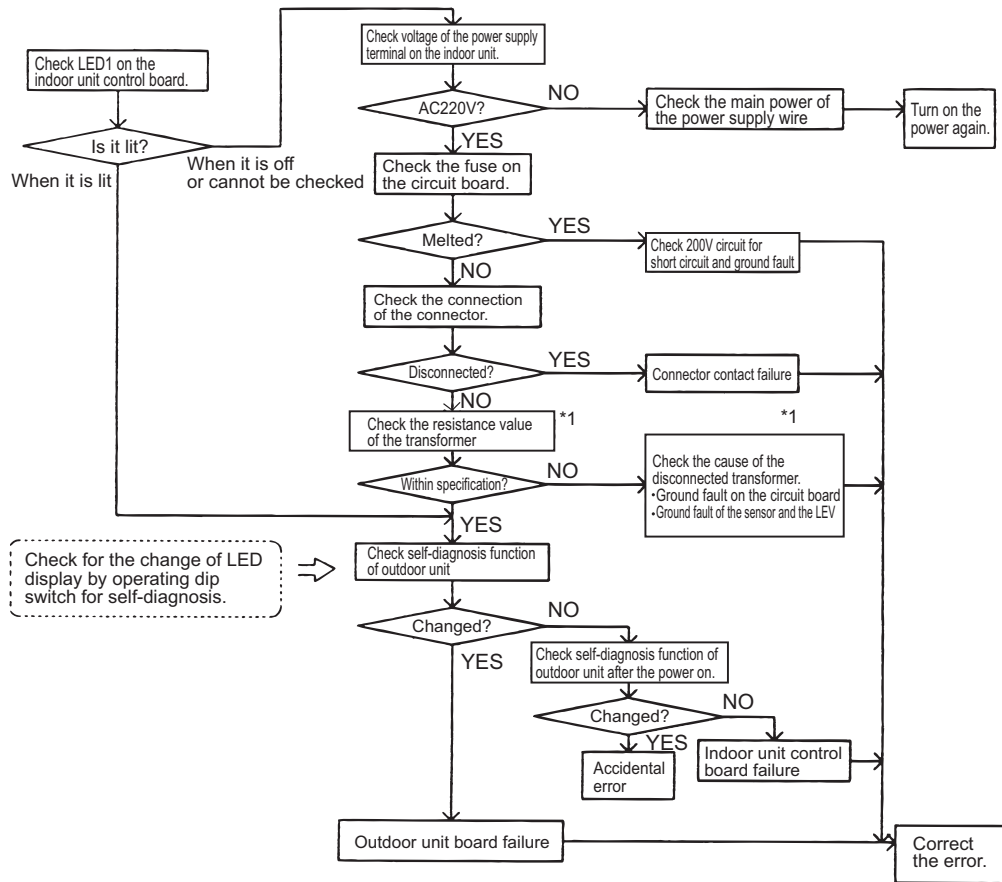 Check LED1 on the
indoor unit control board.
Is it lit?
When it is lit
When it is off
or cannot be checked
Check voltage of the power supply
terminal on the indoor unit.
AC220V?
NO
Check the main power of
the power supply wire
Turn on the
power again.
YES
Check the fuse on
the circuit board.
Melted?
YES
Check 200V circuit for
short circuit and ground fault
NO
Check the connection
of the connector.
Disconnected?
YES
Connector contact failure
NO
Check the resistance value
of the transformer
*1
*1
Within specification?
NO
Check the cause of the
disconnected transformer.
•Ground fault on the circuit board
•Ground fault of the sensor and the LEV
YES
Check for the change of LED
display by operating dip
switch for self-diagnosis.
Check self-diagnosis function
of outdoor unit
Changed?
NO
YES
Check self-diagnosis function of
outdoor unit after the power on.
Changed?
NO
YES
Accidental
error
Indoor unit control
board failure
Outdoor unit board failure
Correct
the error.